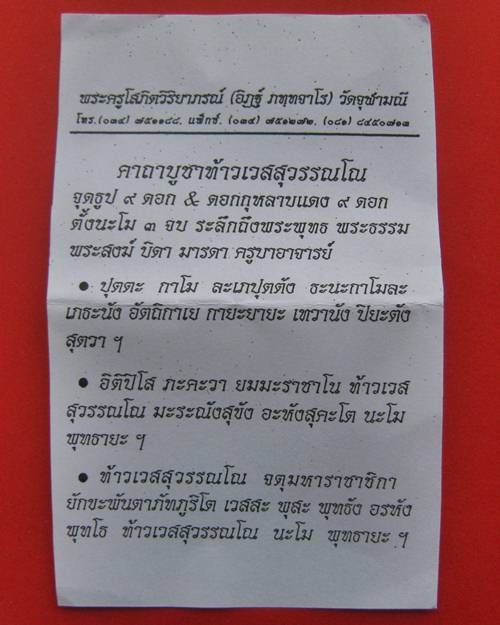 พระครูโสภิตวิริยาภรณ์ (อิฏฐ์ ภทฺทจาโร) วัดจุฬามณี
โทร.(๐๓๔) ๗๕๑๑๘๘, แฟ็กซ์. (๐๓๔) ๗๕๑๒๗๒, (๐๘๑) ๘๔๕๐๗๑๓
คาถาบูชาท้าวเวสสุวรรณโณ
จุดธูป ๙ ดอก & ดอกกุหลาบแดง ๙ ดอก
ตั้งนะโม ๓ จบ ระลึกถึงพระพุทธ พระธรรม
พระสงฆ์ บิดา มารดา ครูบาอาจารย์
● ปุตตะ กาโม ละเภปุตตัง ธะนะกาโมละ
เภธะนัง อัตถิกาเย กายะยายะ เทวานัง ปิยะตัง
สุตวา ฯ
● อิติปิโส ภะคะวา ยมมะราชาโน ท้าวเวส
สุวรรณโณ มะระณังสุขัง อะหังสุคะโต นะโม
พุทธายะ ฯ
● ท้าวเวสสุวรรณโณ จตุมหาราชาชิกา
ยักขะพันตาภัทภูริโต เวสสะ พุสะ พุทธัง อรหัง
พุทโธ ท้าวเวสสุวรรณโณ นะโม พุทธายะ ฯ